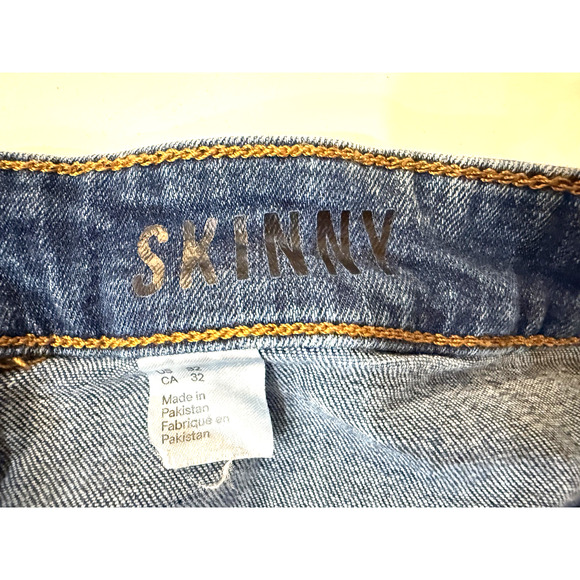 SKINNY
US 32
CA 32
Made in
Pakistan
Fabriqué en
Pakistan